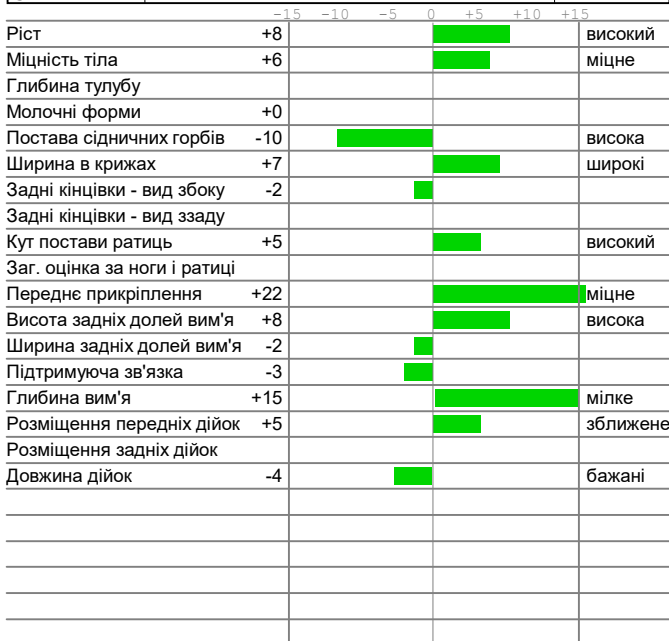 -15 -10 -5 0 +5 +10 +15
Ріст +8 високий
Міцність тіла +6 міцне
Глибина тулубу
Молочні форми +0
Постава сідничних горбів -10 висока
Ширина в крижах +7 широкі
Задні кінцівки - вид збоку -2
Задні кінцівки - вид ззаду
Кут постави ратиць +5 високий
Заг. оцінка за ноги і ратиці
Переднє прикріплення +22 міцне
Висота задніх долей вим'я +8 висока
Ширина задніх долей вим'я -2
Підтримуюча зв'язка -3
Глибина вим'я +15 мілке
Розміщення передніх дійок +5 зближене
Розміщення задніх дійок
Довжина дійок -4 бажані